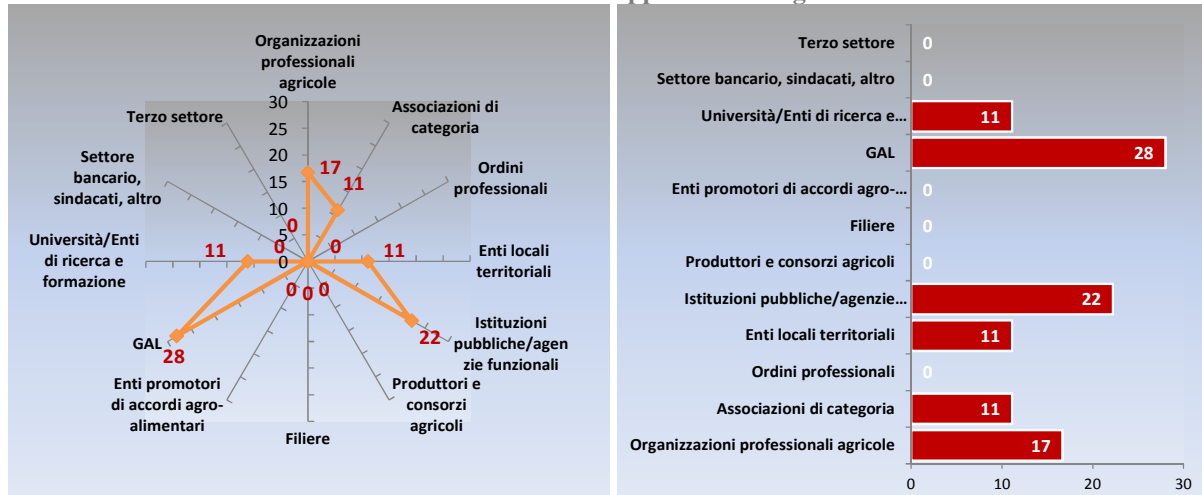 Organizzazioni
professionali
agricole
30
25
20
15
10
5
0
Associazioni di
categoria
Ordini
professionali
Enti locali
territoriali
Istituzioni
pubbliche/agen
zie funzionali
Produttori e
consorzi
agricoli
Filiere
Enti promotori
di accordi agro-
alimentari
GAL
Università/Enti
di ricerca e
formazione
Settore
bancario,
sindacati, altro
Terzo settore
17
11
0
11
22
0
0
0
28
11
0
0
Terzo settore 0
Settore bancario, sindacati, altro 0
Università/Enti di ricerca e... 11
GAL 28
Enti promotori di accordi agro-... 0
Filiere 0
Produttori e consorzi agricoli 0
Istituzioni pubbliche/agenzie... 22
Enti locali territoriali 11
Ordini professionali 0
Associazioni di categoria 11
Organizzazioni professionali agricole 17
0 10 20 30